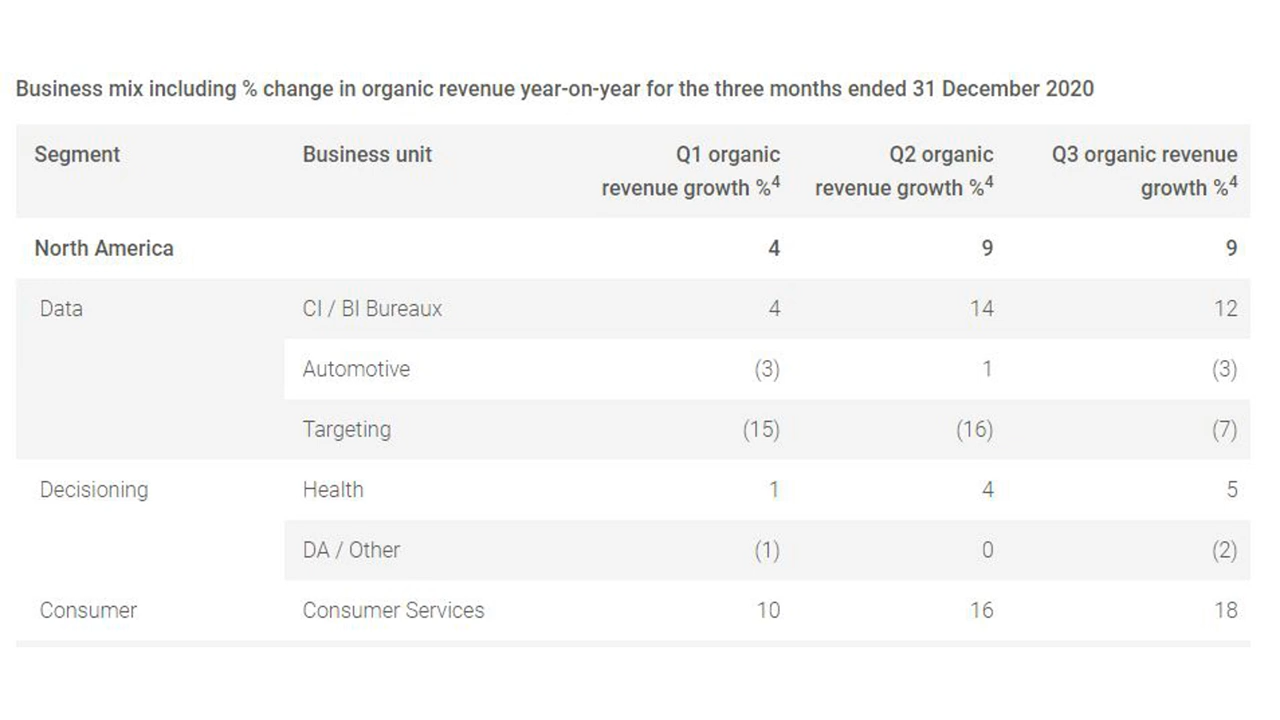 Business mix including % change in organic revenue year-on-year for the three months ended 31 December 2020
Segment Business unit Q1 organic revenue growth %4 Q2 organic revenue growth %4 Q3 organic revenue growth %4
North America 4 9 9
Data CI / BI Bureaux 4 14 12
Automotive (3) 1 (3)
Targeting (15) (16) (7)
Decisioning Health 1 4 5
DA / Other (1) 0 (2)
Consumer Consumer Services 10 16 18